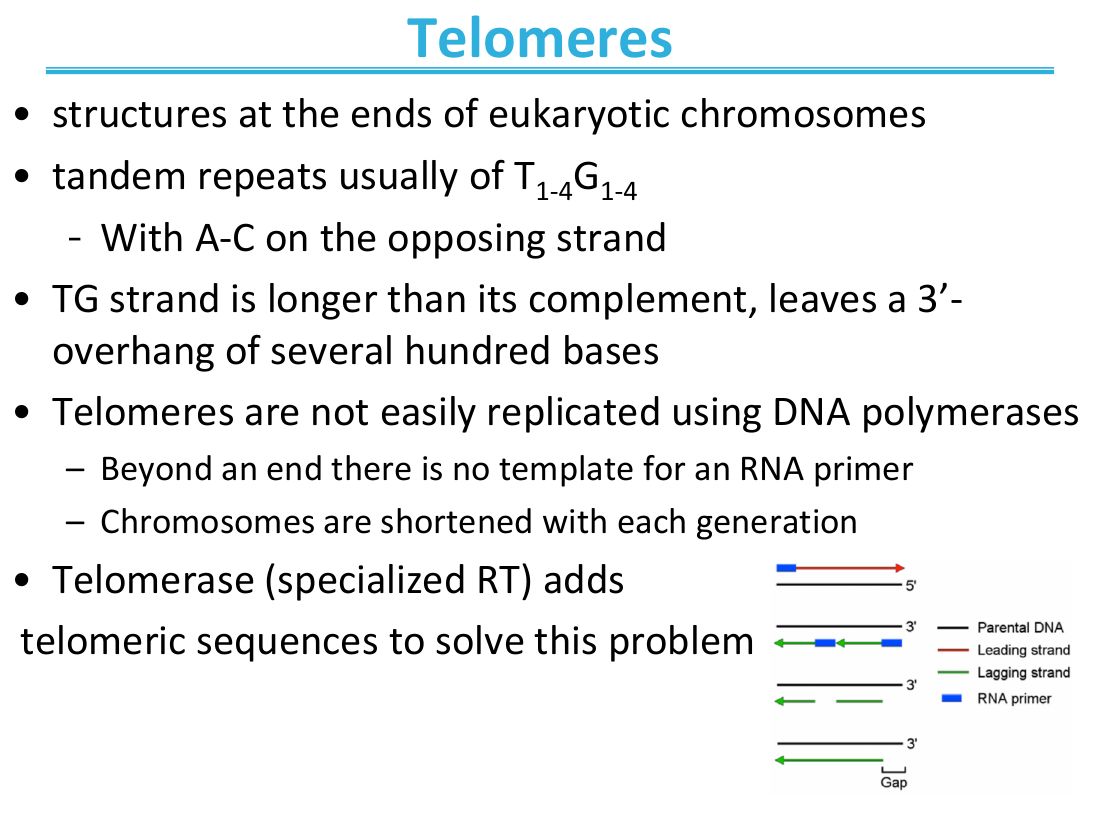 Telomeres
• structures at the ends of eukaryotic chromosomes
• tandem repeats usually of T1-4G1-4
- With A-C on the opposing strand
• TG strand is longer than its complement, leaves a 3’-
overhang of several hundred bases
• Telomeres are not easily replicated using DNA polymerases
– Beyond an end there is no template for an RNA primer
– Chromosomes are shortened with each generation
• Telomerase (specialized RT) adds
telomeric sequences to solve this problem
5'
3'
3'
3'
Gap
Parental DNA
Leading strand
Lagging strand
RNA primer